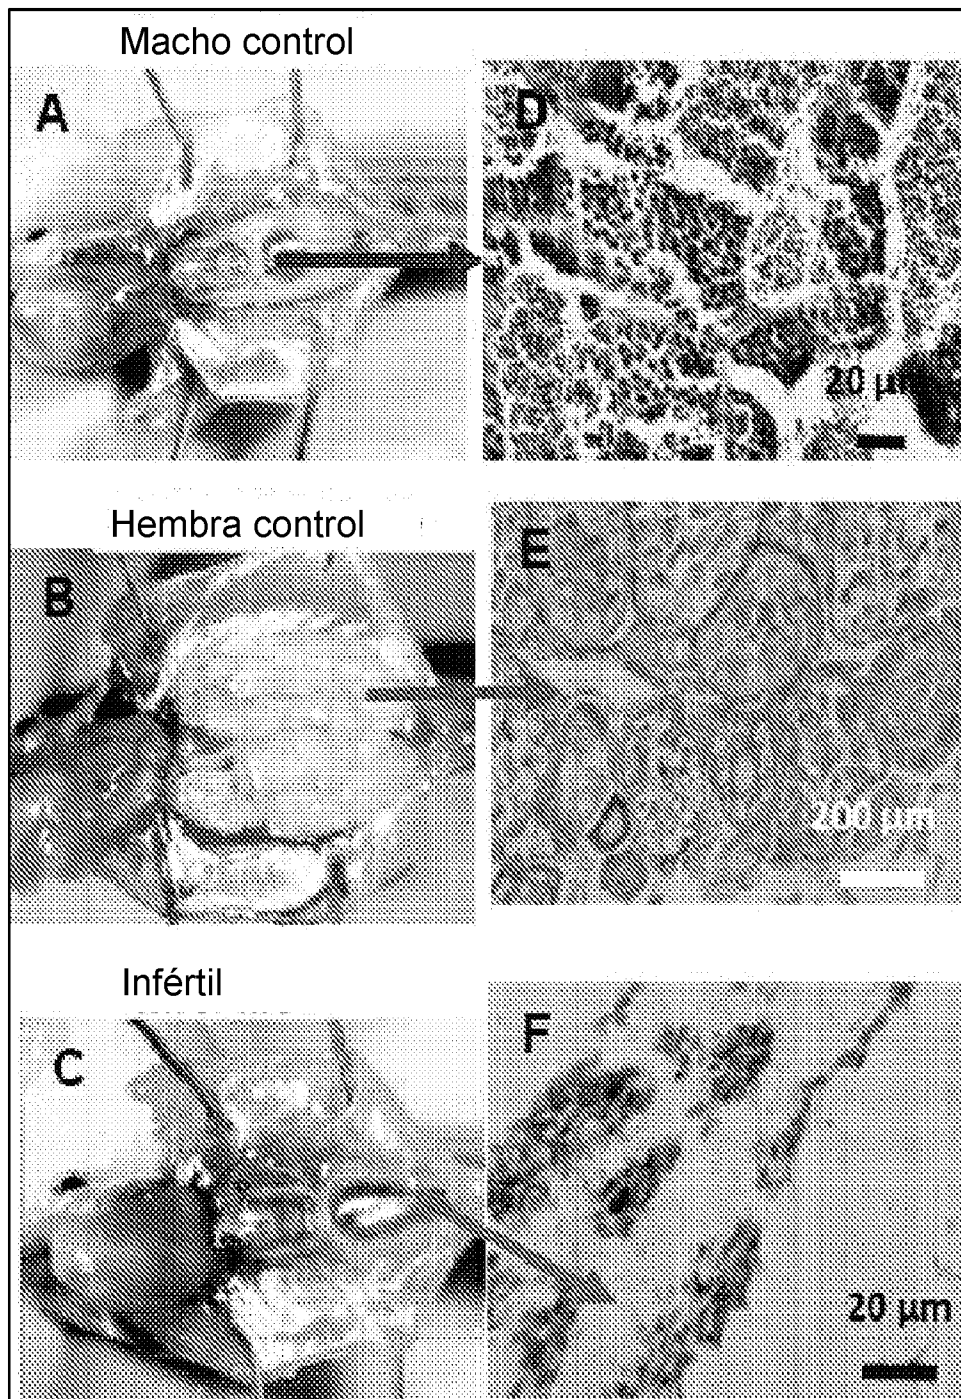 Macho control
A
D
20 µm
Hembra control
B
E
200 µm
Infértil
C
F
20 µm